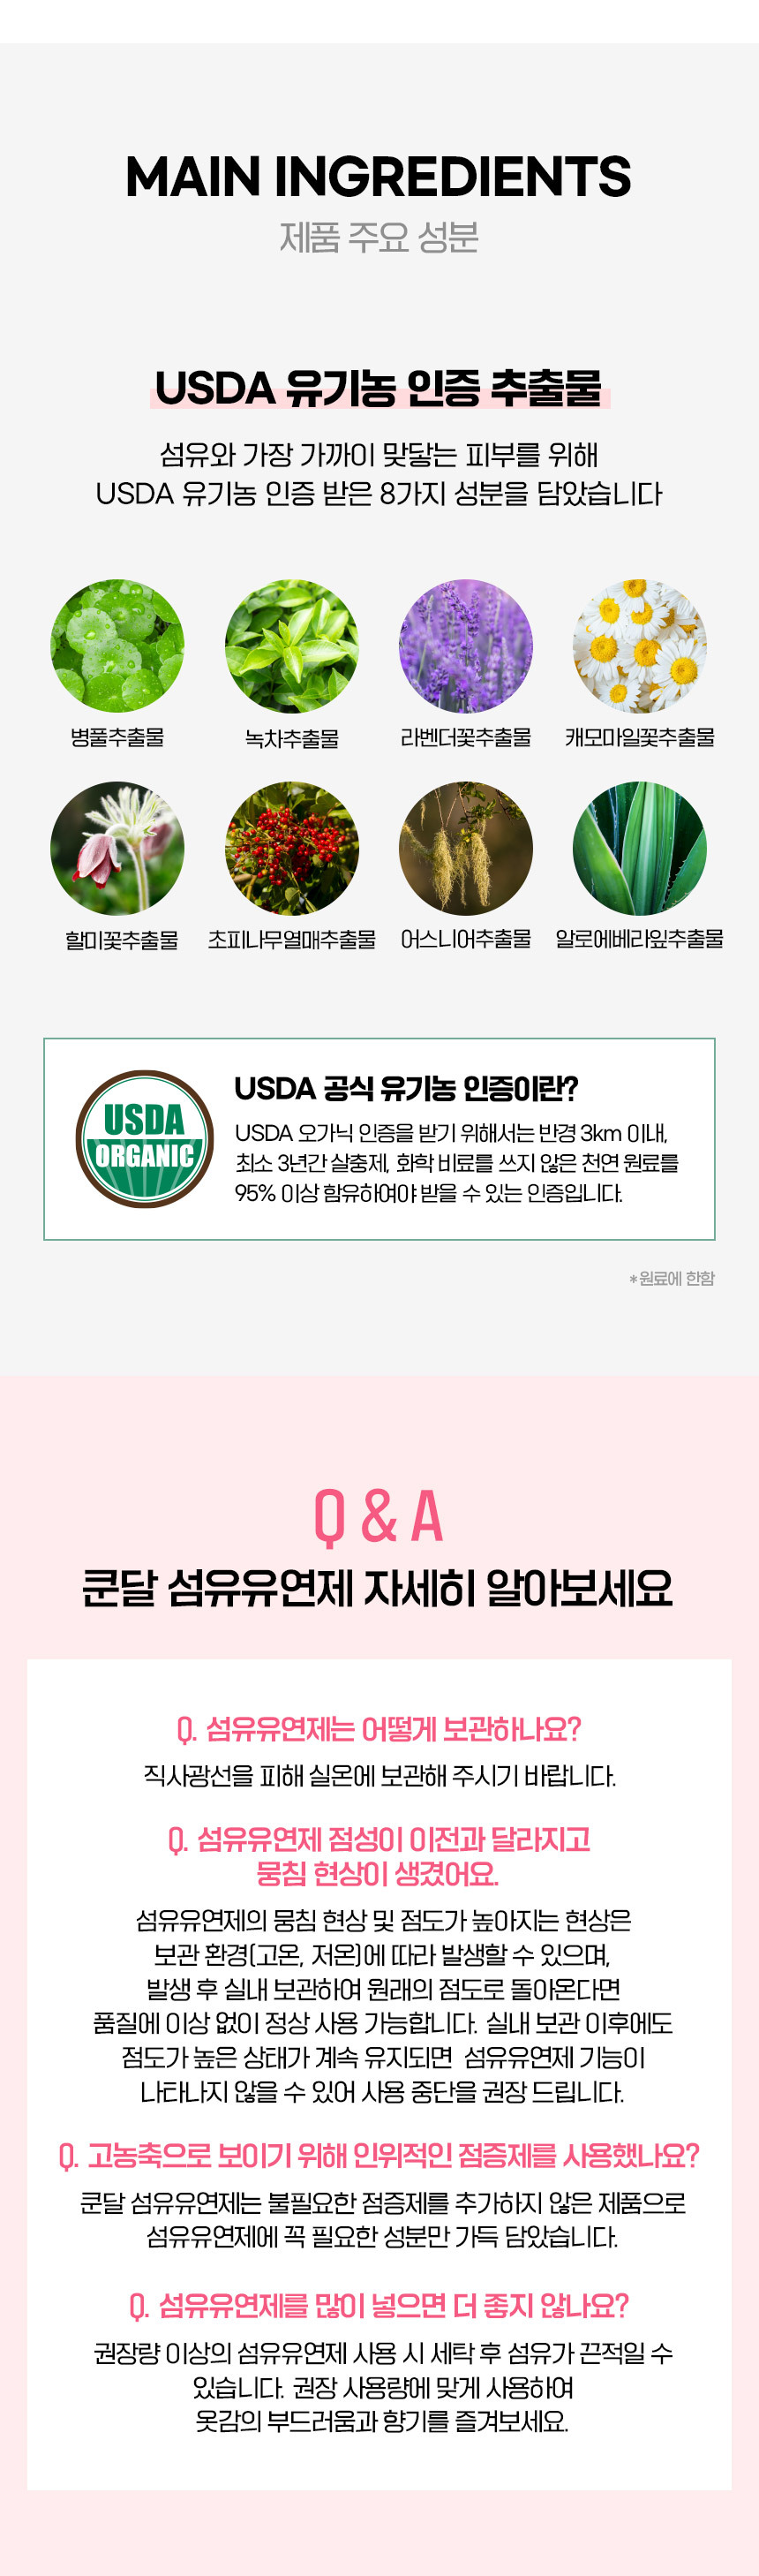 MAIN INGREDIENTS
제품 주요 성분
USDA 유기농 인증 추출물
섬유와 가장 가까이 맞닿는 피부를 위해
USDA 유기농 인증 받은 8가지 성분을 담았습니다
병풀추출물
녹차추출물
라벤더꽃추출물
캐모마일꽃추출물
할미꽃추출물
초피나무열매추출물
어스니어추출물
알로에베라잎추출물
USDA
ORGANIC
USDA 공식 유기농 인증이란?
USDA 오가닉 인증을 받기 위해서는 반경 3km 이내,
최소 3년간 살충제, 화학 비료를 쓰지 않은 천연 원료를
95% 이상 함유하여야 받을 수 있는 인증입니다.
*원료에 한함
Q & A
쿤달 섬유유연제 자세히 알아보세요
Q. 섬유유연제는 어떻게 보관하나요?
직사광선을 피해 실온에 보관해 주시기 바랍니다.
Q. 섬유유연제 점성이 이전과 달라지고
뭉침 현상이 생겼어요.
섬유유연제의 뭉침 현상 및 점도가 높아지는 현상은
보관 환경(고온, 저온)에 따라 발생할 수 있으며,
발생 후 실내 보관하여 원래의 점도로 돌아온다면
품질에 이상 없이 정상 사용 가능합니다. 실내 보관 이후에도
점도가 높은 상태가 계속 유지되면 섬유유연제 기능이
나타나지 않을 수 있어 사용 중단을 권장 드립니다.
Q. 고농축으로 보이기 위해 인위적인 점증제를 사용했나요?
쿤달 섬유유연제는 불필요한 점증제를 추가하지 않은 제품으로
섬유유연제에 꼭 필요한 성분만 가득 담았습니다.
Q. 섬유유연제를 많이 넣으면 더 좋지 않나요?
권장량 이상의 섬유유연제 사용 시 세탁 후 섬유가 끈적일 수
있습니다. 권장 사용량에 맞게 사용하여
옷감의 부드러움과 향기를 즐겨보세요.